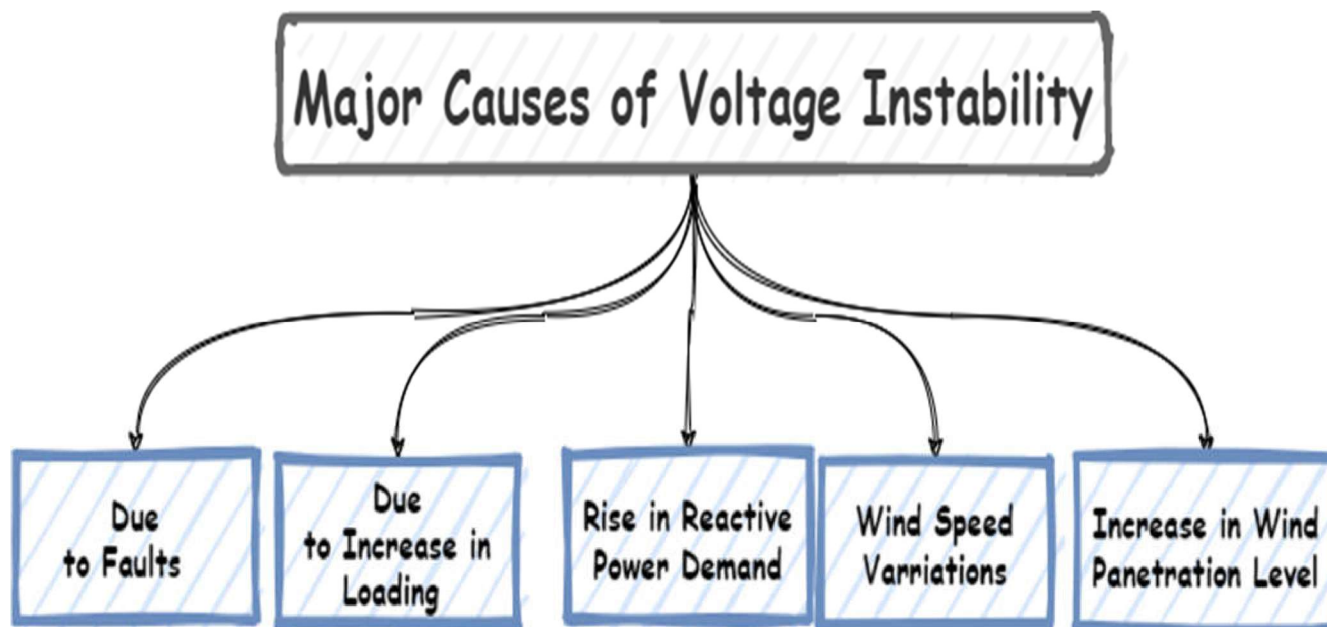 Major Causes of Voltage Instability
Due
to Faults
Due
to Increase in
Loading
Rise in Reactive
Power Demand
Wind Speed
Varriations
Increase in Wind
Panetration Level